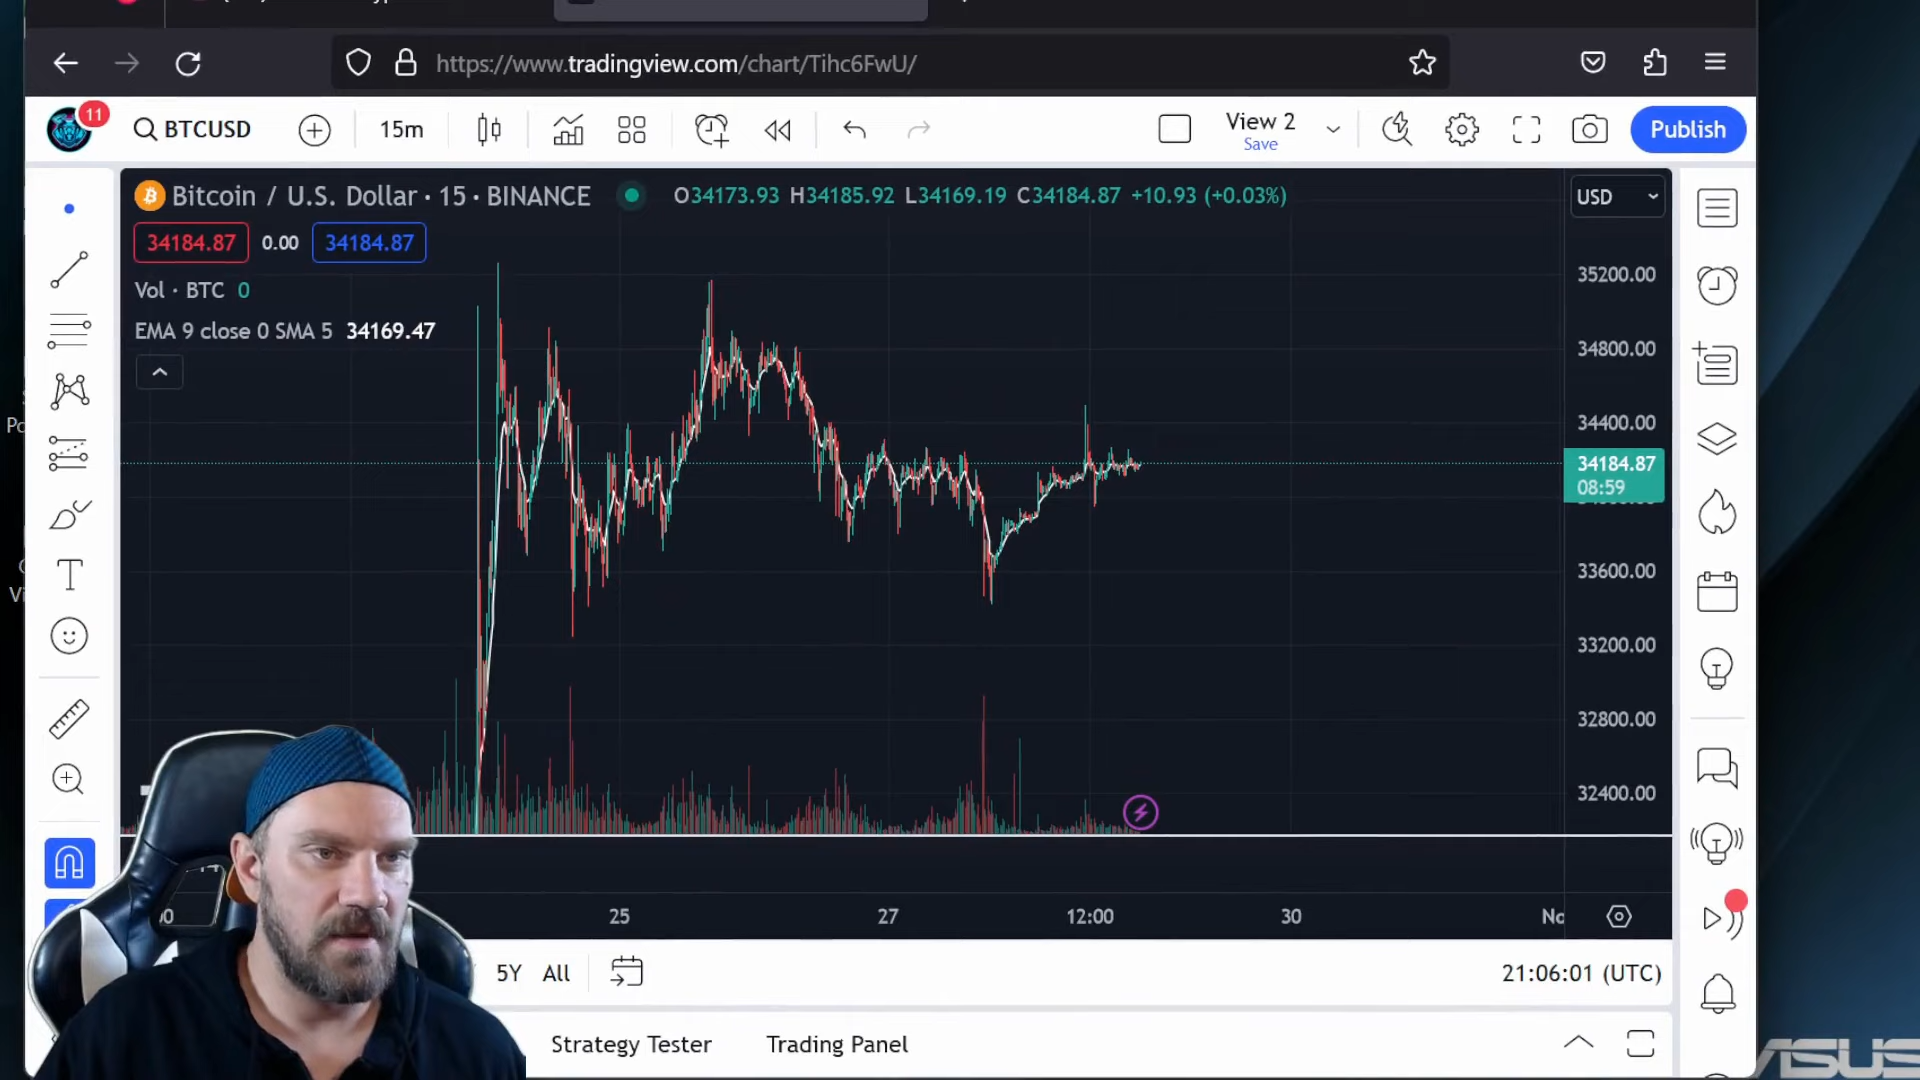 https://www.tradingview.com/chart/Tihc6FwU/
11
BTCUSD
15m
View 2
Save
Publish
Bitcoin / U.S. Dollar · 15 · BINANCE
O34173.93 H34185.92 L34169.19 C34184.87 +10.93 (+0.03%)
USD
34184.87 0.00 34184.87
Vol · BTC 0
EMA 9 close 0 SMA 5 34169.47
35200.00
34800.00
34400.00
34184.87
08:59
33600.00
33200.00
32800.00
32400.00
25 27 12:00 30
5Y All
21:06:01 (UTC)
Strategy Tester Trading Panel
ASUS